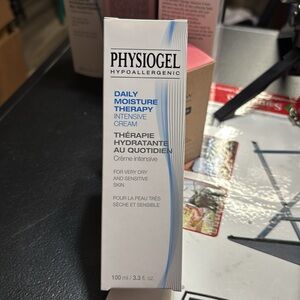 PHYSIOGEL
HYPOALLERGENIC
DAILY
MOISTURE
THERAPY
INTENSIVE
CREAM
THÉRAPIE
HYDRATANTE
AU QUOTIDIEN
Crème intensive
FOR VERY DRY
AND SENSITIVE
SKIN
POUR LA PEAU TRÈS
SÈCHE ET SENSIBLE
100 ml / 3.3 fl. oz.